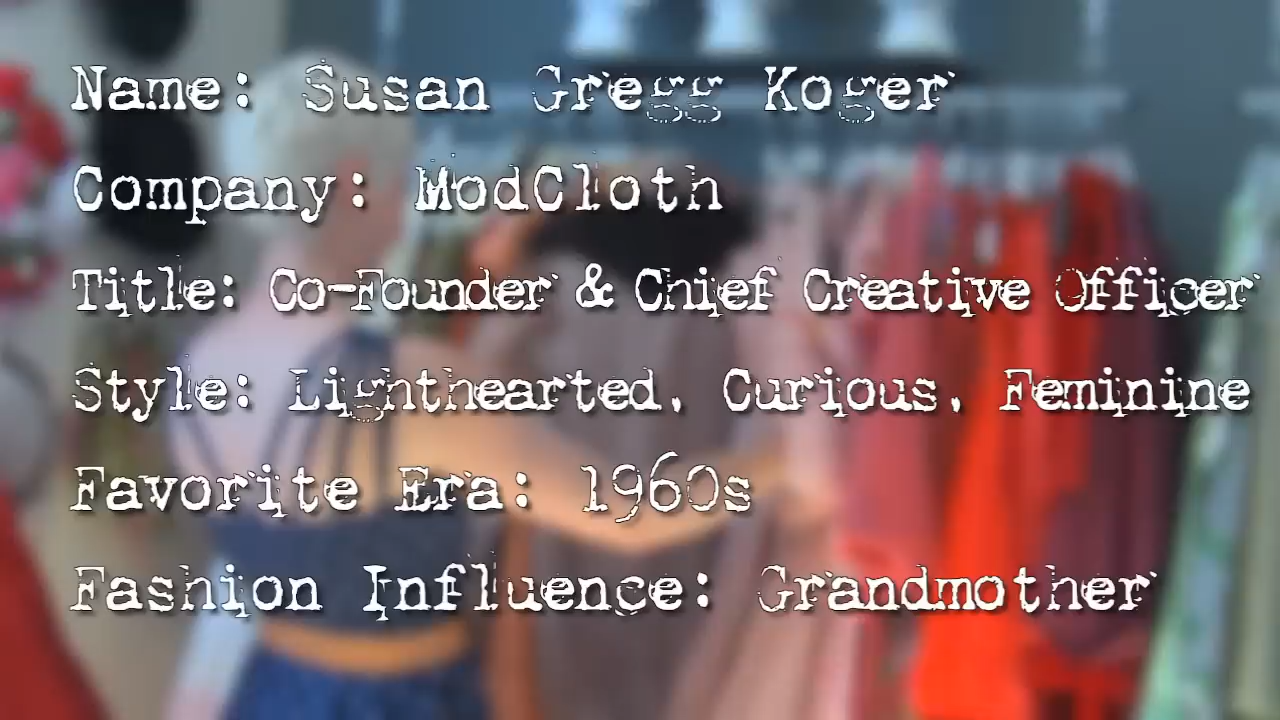 Name: Susan Gregg Koger
Company: ModCloth
Title: Co-Founder & Chief Creative Officer
Style: Lighthearted, Curious, Feminine
Favorite Era: 1960s
Fashion Influence: Grandmother